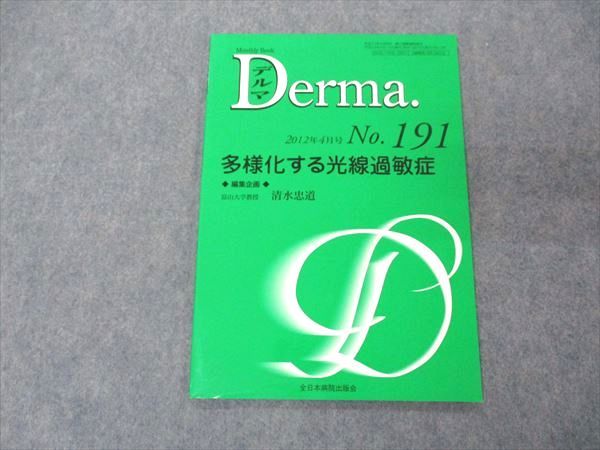 Monthly Book
Derma.
デルマ
2012年4月号 No. 191
多様化する光線過敏症
◆ 編集企画 ◆
富山大学教授 清水忠道
D
全日本病院出版会